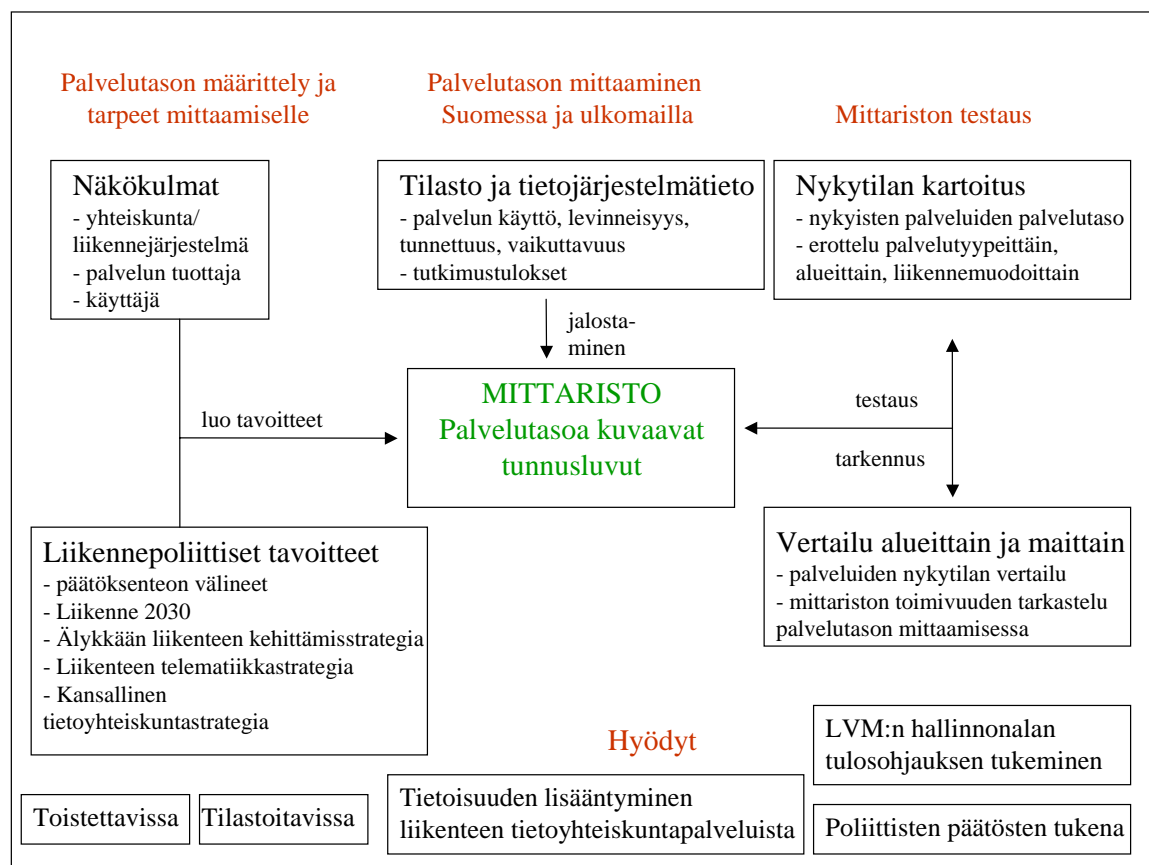 Palvelutason määrittely ja
tarpeet mittaamiselle
Palvelutason mittaaminen
Suomessa ja ulkomailla
Mittariston testaus
Näkökulmat
- yhteiskunta/
liikennejärjestelmä
- palvelun tuottaja
- käyttäjä
Tilasto ja tietojärjestelmätieto
- palvelun käyttö, levinneisyys,
tunnettuus, vaikuttavuus
- tutkimustulokset
Nykytilan kartoitus
- nykyisten palveluiden palvelutaso
- erottelu palvelutyypeittäin,
alueittain, liikennemuodoittain
jalosta-
minen
luo tavoitteet
MITTARISTO
Palvelutasoa kuvaavat
tunnusluvut
testaus
tarkennus
Liikennepoliittiset tavoitteet
- päätöksenteon välineet
- Liikenne 2030
- Älykkään liikenteen kehittämisstrategia
- Liikenteen telematiikkastrategia
- Kansallinen
tietoyhteiskuntastrategia
Vertailu alueittain ja maittain
- palveluiden nykytilan vertailu
- mittariston toimivuuden tarkastelu
palvelutason mittaamisessa
Hyödyt
LVM:n hallinnonalan
tulosohjauksen tukeminen
Toistettavissa
Tilastoitavissa
Tietoisuuden lisääntyminen
liikenteen tietoyhteiskuntapalveluista
Poliittisten päätösten tukena